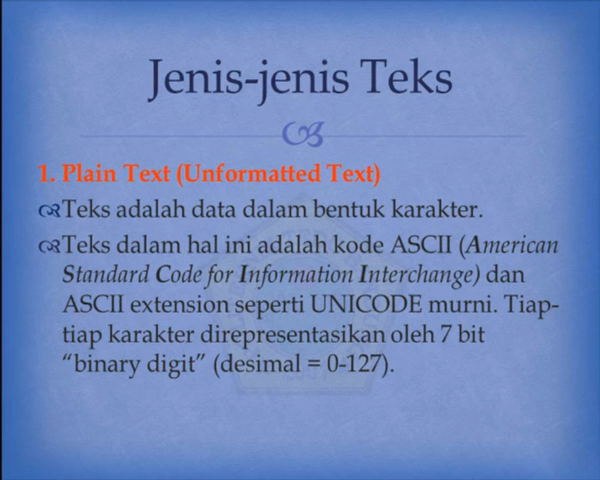 Jenis-jenis Teks
1. Plain Text (Unformatted Text)
Teks adalah data dalam bentuk karakter.
Teks dalam hal ini adalah kode ASCII (American
Standard Code for Information Interchange) dan
ASCII extension seperti UNICODE murni. Tiap-
tiap karakter direpresentasikan oleh 7 bit
“binary digit” (desimal = 0-127).